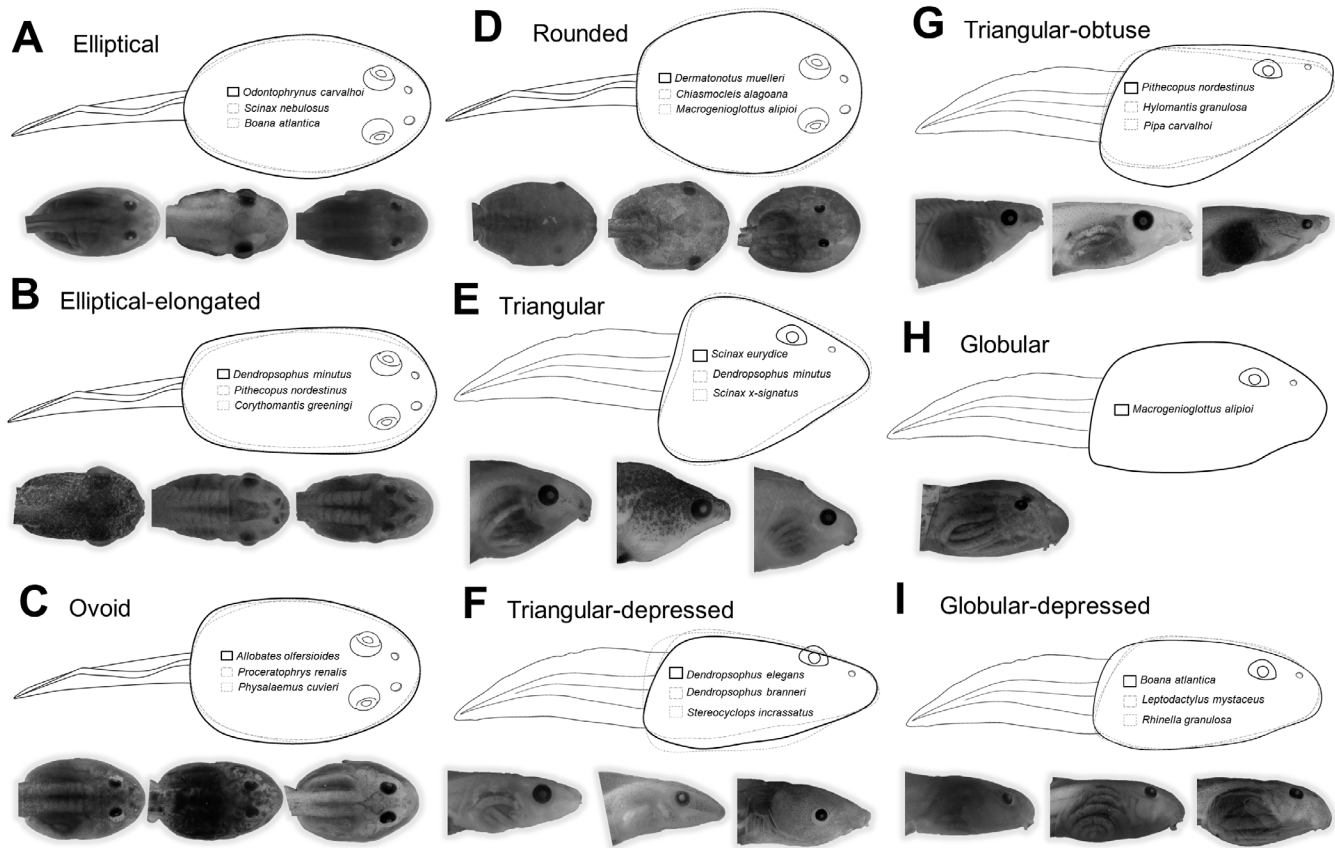 A Elliptical
Odontophrynus carvalhoi
Scinax nebulosus
Boana atlantica
B Elliptical-elongated
Dendropsophus minutus
Pithecopus nordestinus
Corythomantis greeningi
C Ovoid
Allobates olfersioides
Proceratophrys renalis
Physalaemus cuvieri
D Rounded
Dermatonotus muelleri
Chiasmocleis alagoana
Macrogenioglottus alipioi
E Triangular
Scinax eurydice
Dendropsophus minutus
Scinax x-signatus
F Triangular-depressed
Dendropsophus elegans
Dendropsophus branneri
Stereocyclops incrassatus
G Triangular-obtuse
Pithecopus nordestinus
Hylomantis granulosa
Pipa carvalhoi
H Globular
Macrogenioglottus alipioi
I Globular-depressed
Boana atlantica
Leptodactylus mystaceus
Rhinella granulosa